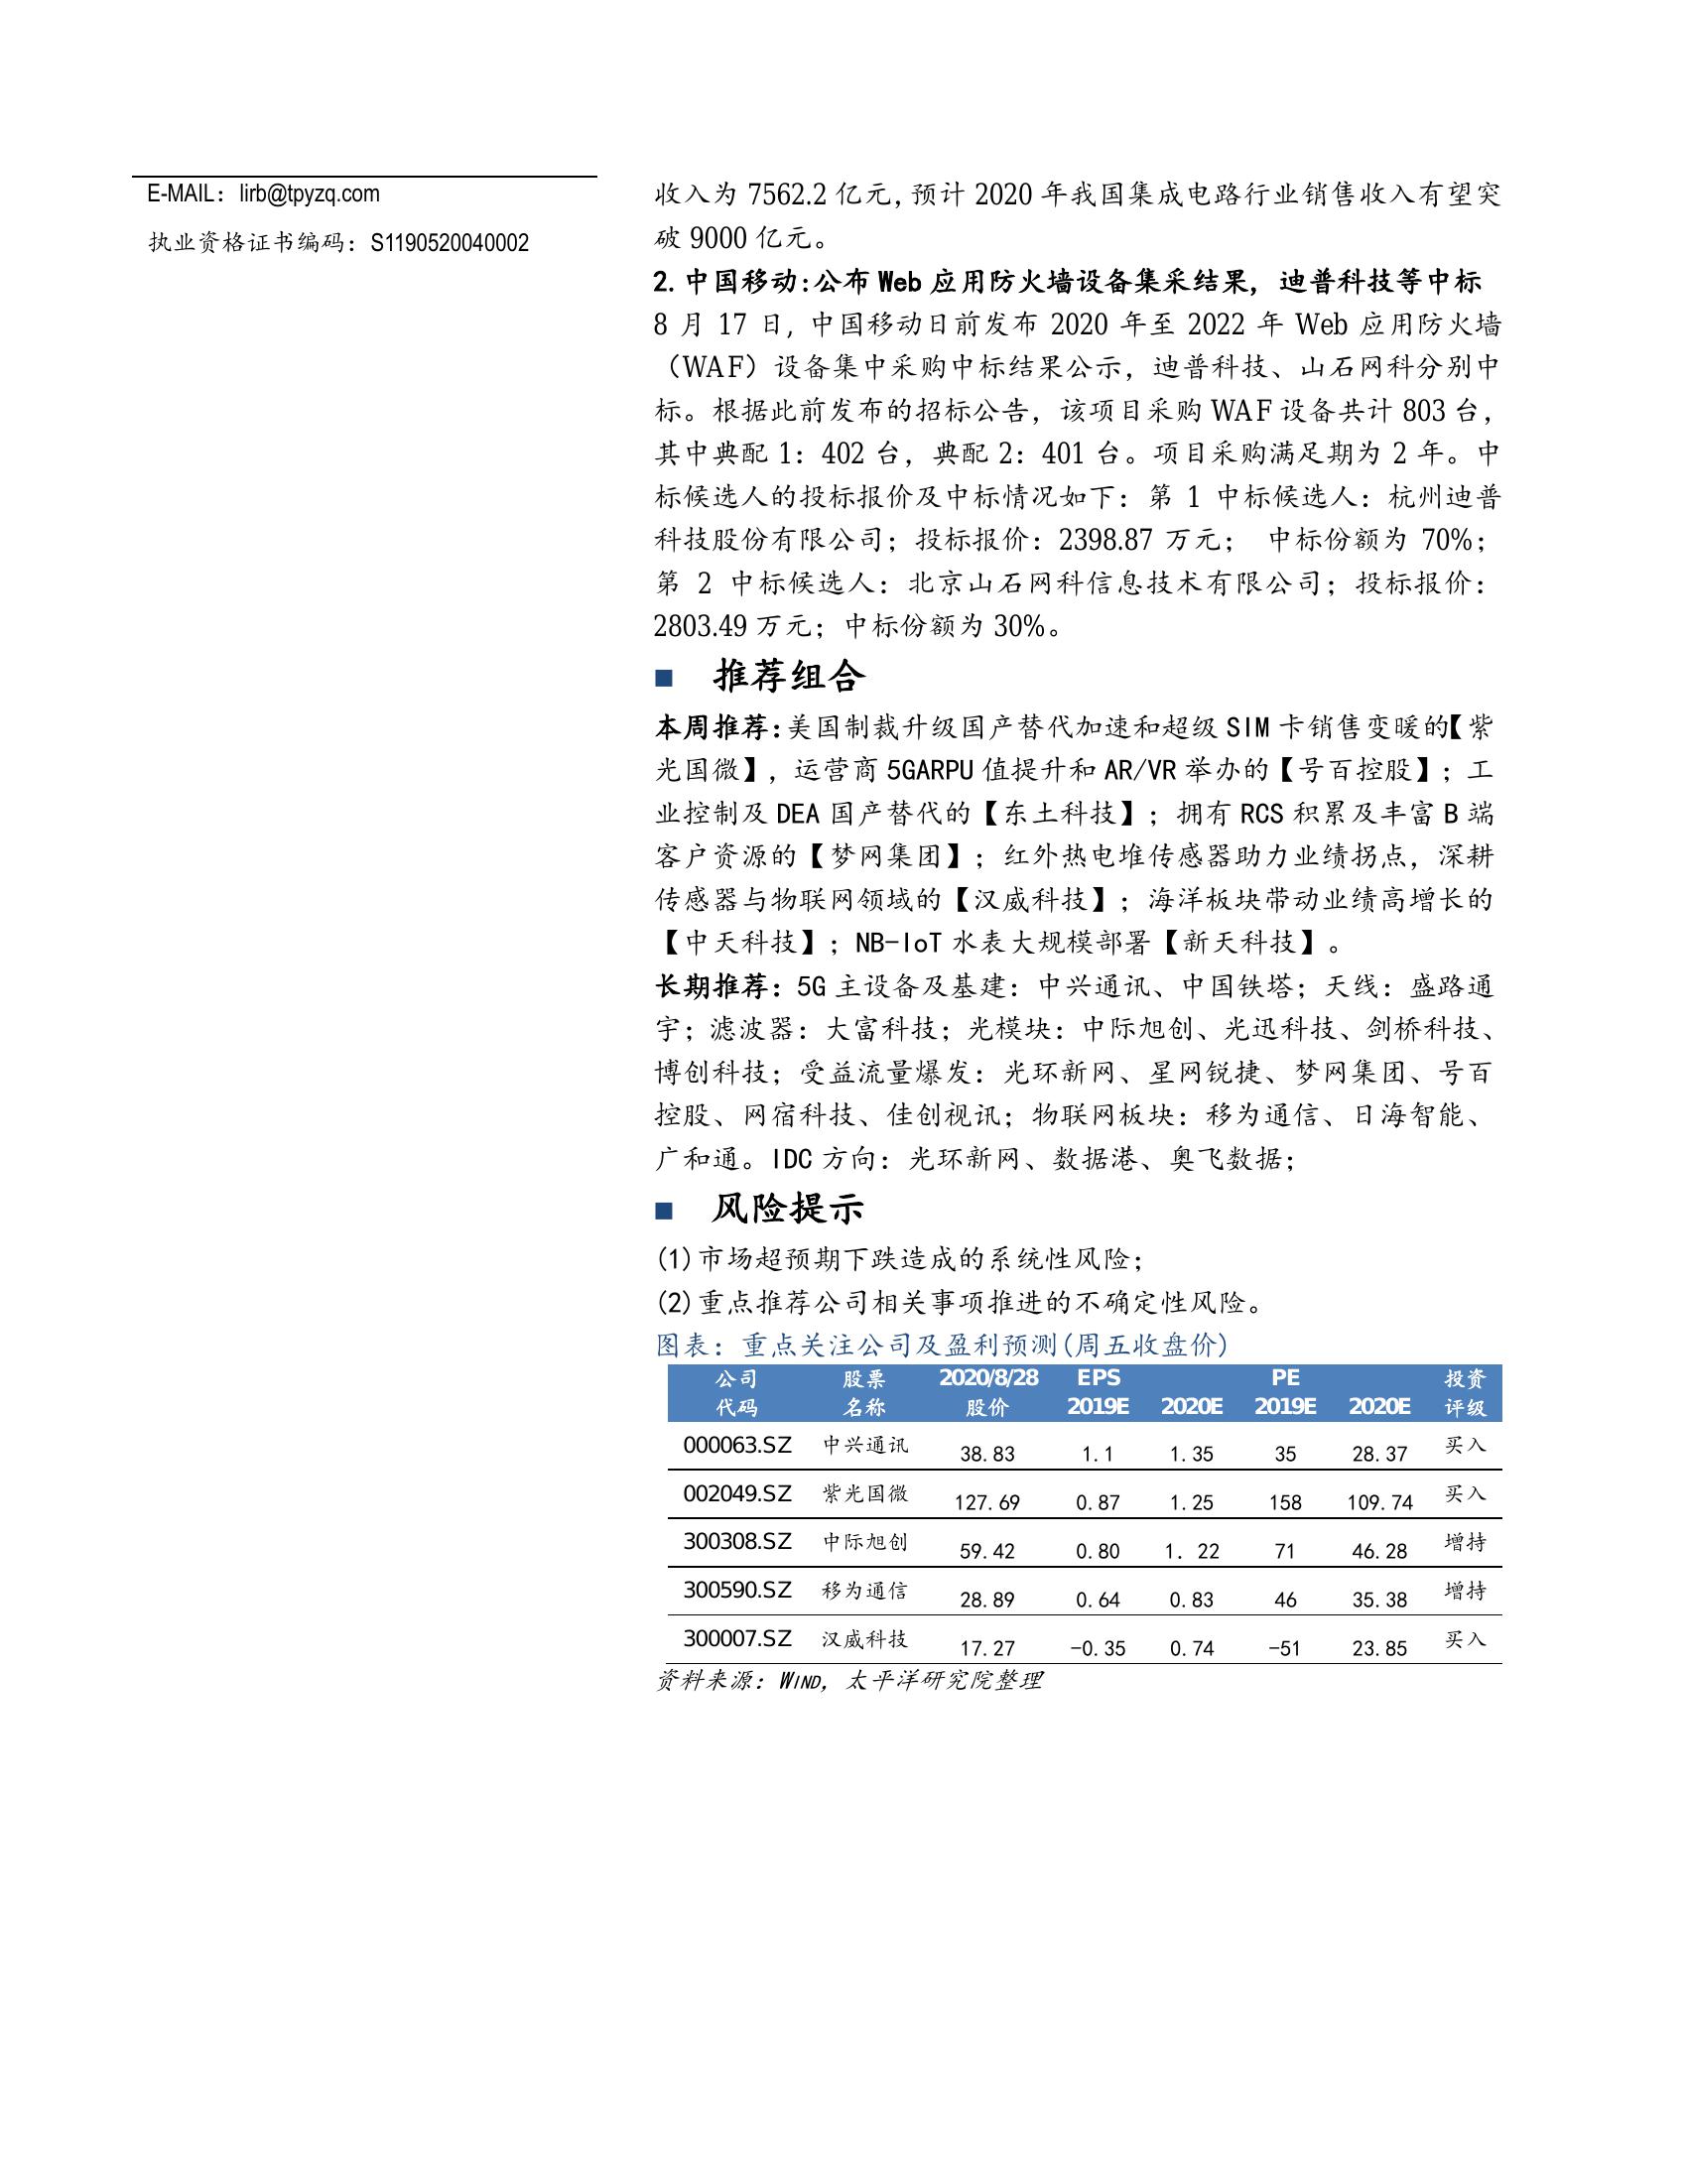 E-MAIL：lirb@tpyzq.com
执业资格证书编码：S1190520040002
收入为 7562.2 亿元，预计 2020 年我国集成电路行业销售收入有望突
破 9000 亿元。
2.中国移动:公布 Web 应用防火墙设备集采结果，迪普科技等中标
8 月 17 日，中国移动日前发布 2020 年至 2022 年 Web 应用防火墙
（WAF）设备集中采购中标结果公示，迪普科技、山石网科分别中
标。根据此前发布的招标公告，该项目采购 WAF 设备共计 803 台，
其中典配 1：402 台，典配 2：401 台。项目采购满足期为 2 年。中
标候选人的投标报价及中标情况如下：第 1 中标候选人：杭州迪普
科技股份有限公司；投标报价：2398.87 万元； 中标份额为 70%；
第 2 中标候选人：北京山石网科信息技术有限公司；投标报价：
2803.49 万元；中标份额为 30%。
■ 推荐组合
本周推荐:美国制裁升级国产替代加速和超级 SIM 卡销售变暖的【紫
光国微】，运营商 5GARPU 值提升和 AR/VR 举办的【号百控股】；工
业控制及 DEA 国产替代的【东土科技】；拥有 RCS 积累及丰富 B 端
客户资源的【梦网集团】；红外热电堆传感器助力业绩拐点，深耕
传感器与物联网领域的【汉威科技】；海洋板块带动业绩高增长的
【中天科技】；NB-IoT 水表大规模部署【新天科技】。
长期推荐：5G 主设备及基建：中兴通讯、中国铁塔；天线：盛路通
宇；滤波器：大富科技；光模块：中际旭创、光迅科技、剑桥科技、
博创科技；受益流量爆发：光环新网、星网锐捷、梦网集团、号百
控股、网宿科技、佳创视讯；物联网板块：移为通信、日海智能、
广和通。IDC 方向：光环新网、数据港、奥飞数据；
■ 风险提示
(1)市场超预期下跌造成的系统性风险；
(2)重点推荐公司相关事项推进的不确定性风险。
图表：重点关注公司及盈利预测(周五收盘价)
公司 股票 2020/8/28 EPS PE 投资
代码 名称 股价 2019E 2020E 2019E 2020E 评级
000063.SZ 中兴通讯 38.83 1.1 1.35 35 28.37 买入
002049.SZ 紫光国微 127.69 0.87 1.25 158 109.74 买入
300308.SZ 中际旭创 59.42 0.80 1. 22 71 46.28 增持
300590.SZ 移为通信 28.89 0.64 0.83 46 35.38 增持
300007.SZ 汉威科技 17.27 -0.35 0.74 -51 23.85 买入
资料来源：WIND，太平洋研究院整理